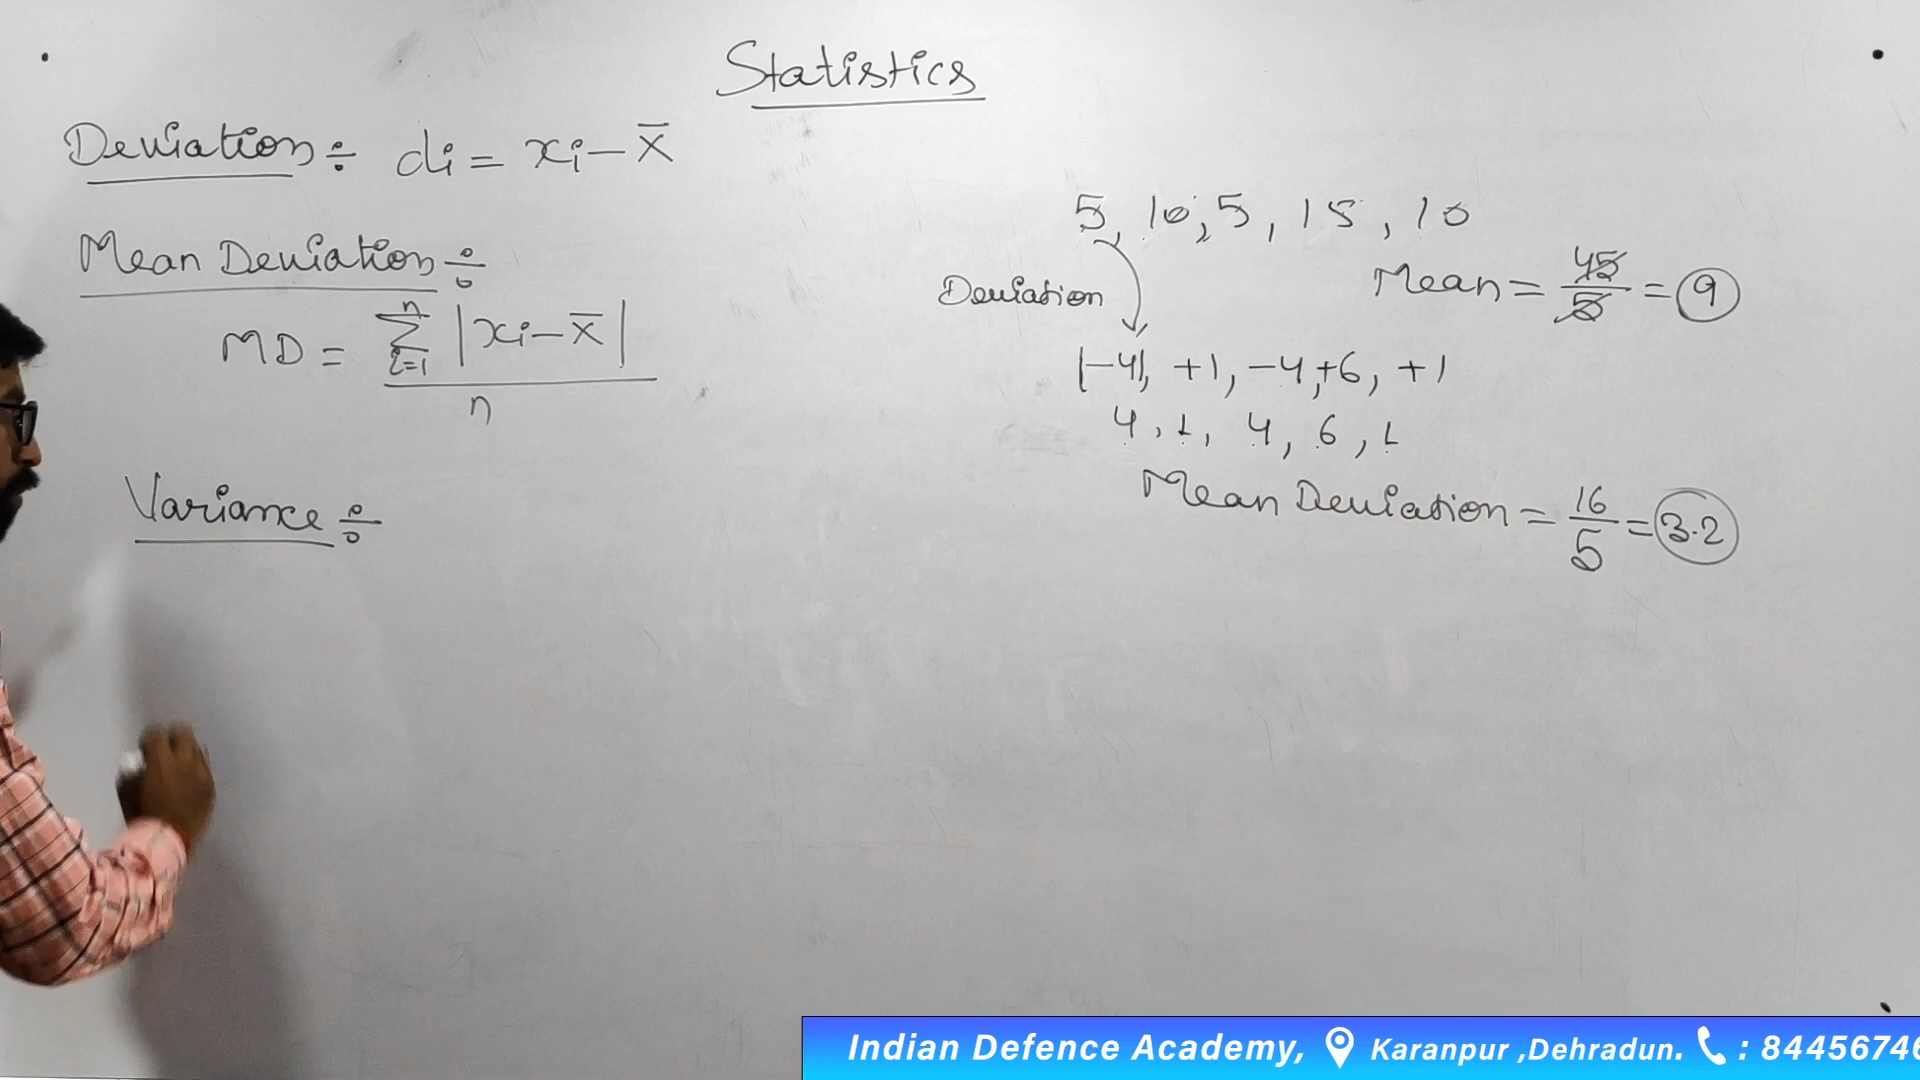 Statistics
Deviation ÷ di = xi − x̄
Mean Deviation ÷
MD = n Σ i=1 |xi − x̄| / n
Variance ÷
5, 10, 5, 15, 10
Mean = 45/5 = 9
Deviation
|−4|, +1, −4, +6, +1
4, 1, 4, 6, 1
Mean Deviation = 16/5 = 3.2
Indian Defence Academy, Karanpur ,Dehradun. : 8445674